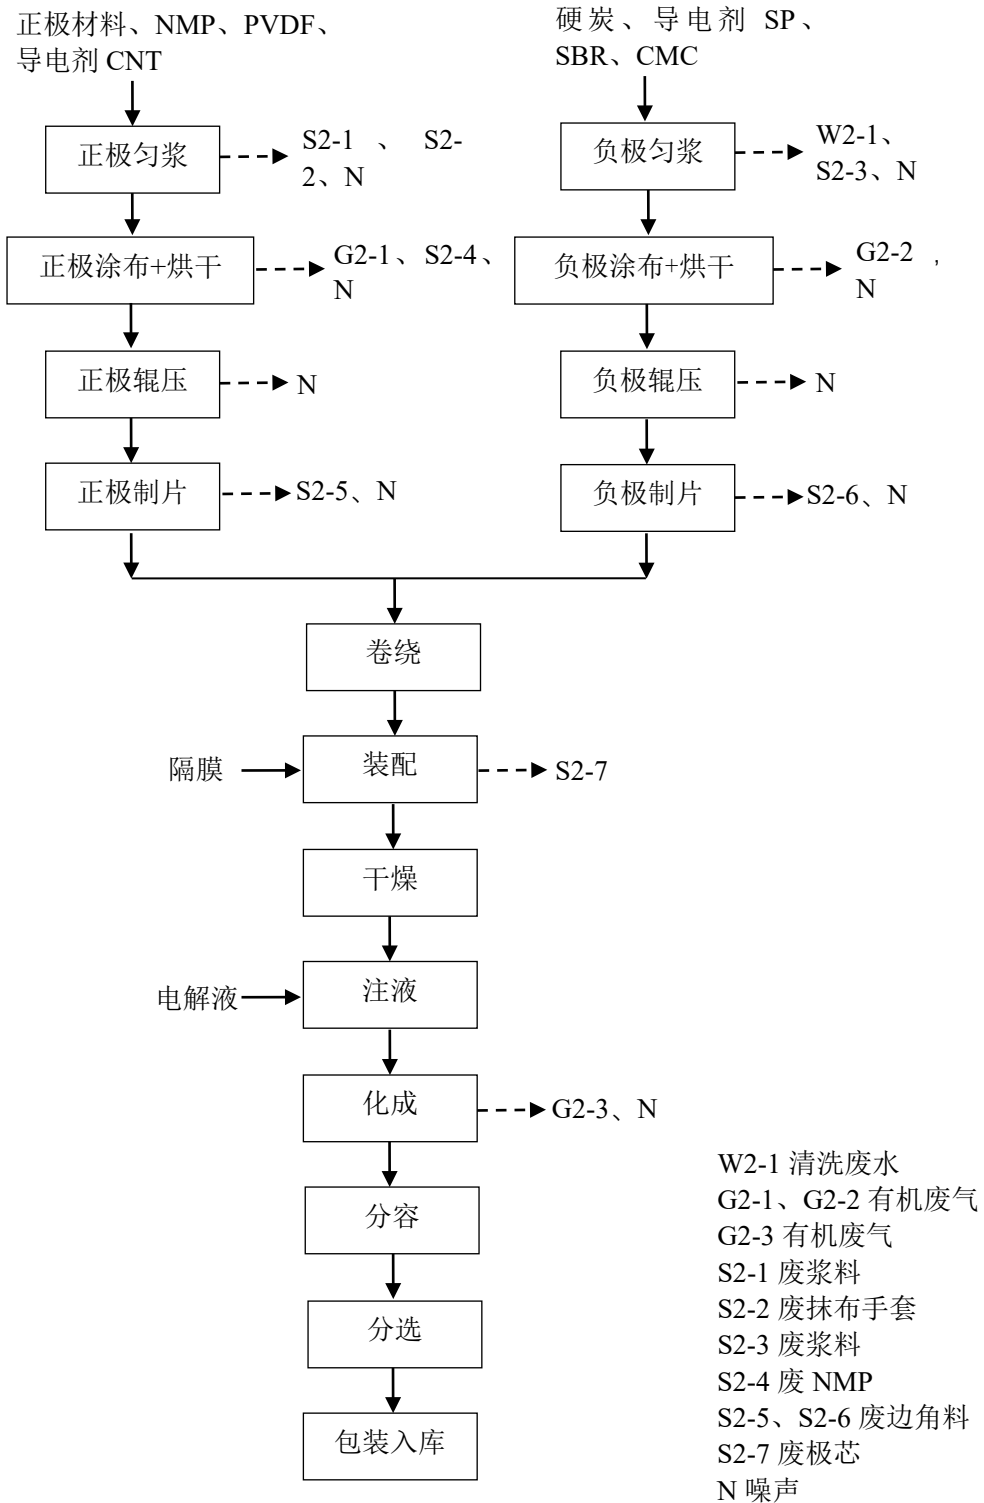 正极材料、NMP、PVDF、
导电剂 CNT
硬炭、导电剂 SP、
SBR、CMC
正极匀浆
S2-1 、 S2-
2、N
负极匀浆
W2-1、
S2-3、N
正极涂布+烘干
G2-1、S2-4、
N
负极涂布+烘干
G2-2 ,
N
正极辊压
N
负极辊压
N
正极制片
S2-5、N
负极制片
S2-6、N
卷绕
隔膜
装配
S2-7
干燥
电解液
注液
化成
G2-3、N
分容
分选
包装入库
W2-1 清洗废水
G2-1、G2-2 有机废气
G2-3 有机废气
S2-1 废浆料
S2-2 废抹布手套
S2-3 废浆料
S2-4 废 NMP
S2-5、S2-6 废边角料
S2-7 废极芯
N 噪声